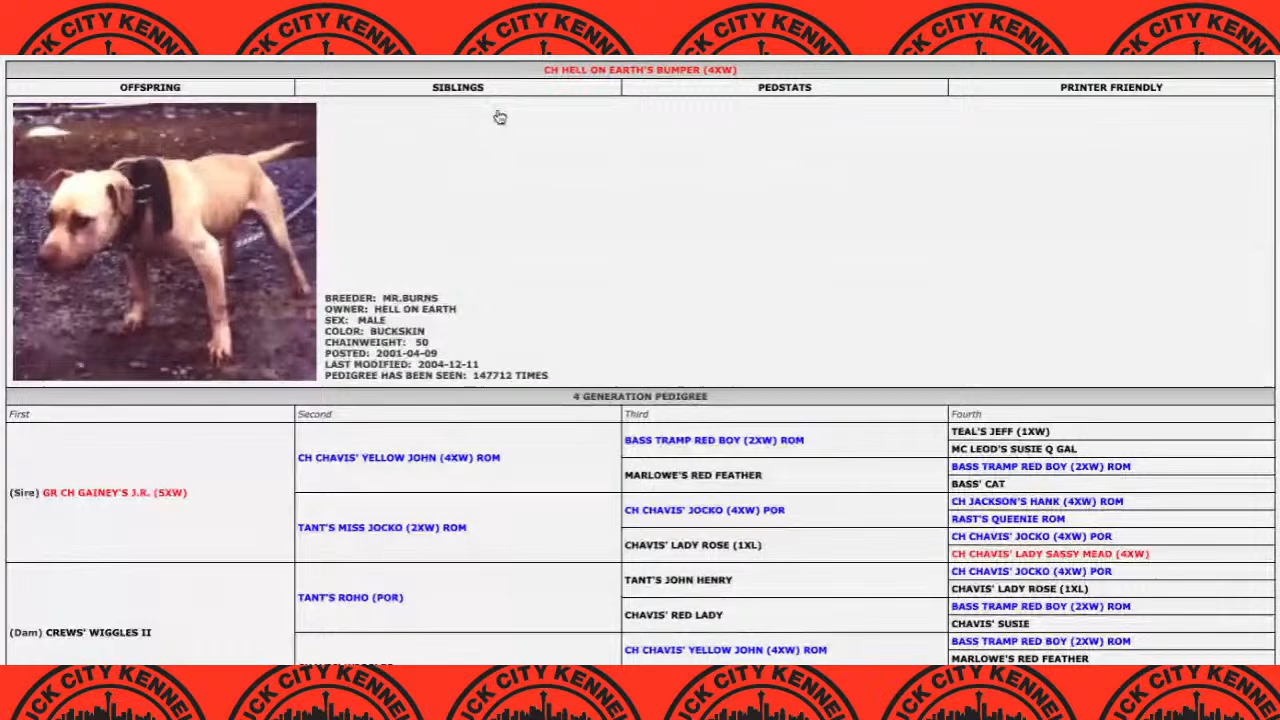 CH HELL ON EARTH'S BUMPER (4XW)
OFFSPRING SIBLINGS PEDSTATS PRINTER FRIENDLY
BREEDER: MR.BURNS
OWNER: HELL ON EARTH
SEX: MALE
COLOR: BUCKSKIN
CHAINWEIGHT: 50
POSTED: 2001-04-09
LAST MODIFIED: 2004-12-11
PEDIGREE HAS BEEN SEEN: 147712 TIMES
4 GENERATION PEDIGREE
First Second Third Fourth
(Sire) GR CH GAINEY'S J.R. (5XW)
CH CHAVIS' YELLOW JOHN (4XW) ROM
TANT'S MISS JOCKO (2XW) ROM
BASS TRAMP RED BOY (2XW) ROM
MARLOWE'S RED FEATHER
CH CHAVIS' JOCKO (4XW) POR
CHAVIS' LADY ROSE (1XL)
TEAL'S JEFF (1XW)
MC LEOD'S SUSIE Q GAL
BASS TRAMP RED BOY (2XW) ROM
BASS' CAT
CH JACKSON'S HANK (4XW) ROM
RAST'S QUEENIE ROM
CH CHAVIS' JOCKO (4XW) POR
CH CHAVIS' LADY SASSY MEAD (4XW)
(Dam) CREWS' WIGGLES II
TANT'S ROHO (POR)
TANT'S JOHN HENRY
CHAVIS' RED LADY
CH CHAVIS' YELLOW JOHN (4XW) ROM
CH CHAVIS' JOCKO (4XW) POR
CHAVIS' LADY ROSE (1XL)
BASS TRAMP RED BOY (2XW) ROM
CHAVIS' SUSIE
BASS TRAMP RED BOY (2XW) ROM
MARLOWE'S RED FEATHER